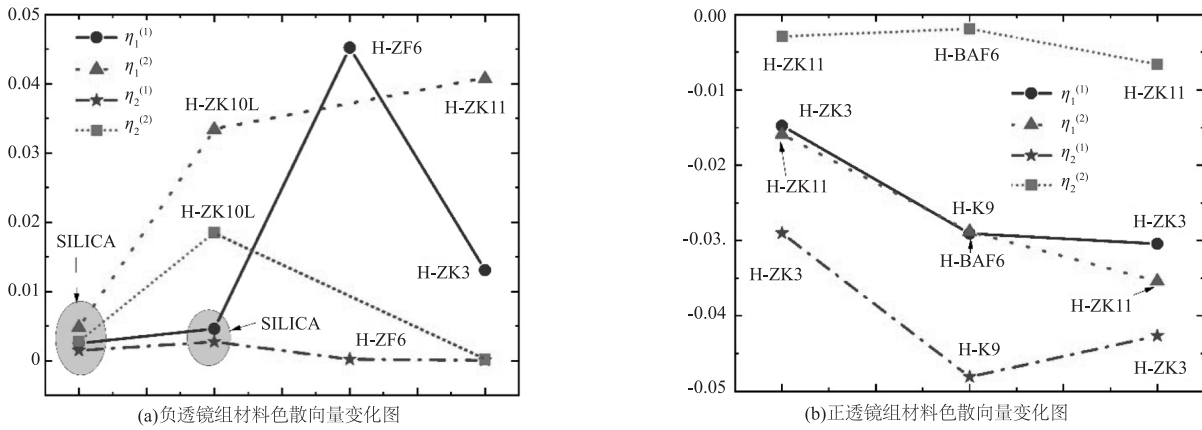 0.05
0.04
0.03
0.02
0.01
0
η₁⁽¹⁾
η₁⁽²⁾
η₂⁽¹⁾
η₂⁽²⁾
H-ZF6
H-ZK10L
H-ZK11
H-ZK10L
SILICA
H-ZK3
SILICA
H-ZF6
(a)负透镜组材料色散向量变化图
0.00
-0.01
-0.02
-0.03
-0.04
-0.05
H-ZK11
H-BAF6
H-ZK11
H-ZK3
η₁⁽¹⁾
η₁⁽²⁾
η₂⁽¹⁾
η₂⁽²⁾
H-ZK11
H-K9
H-ZK3
H-BAF6
H-ZK3
H-ZK11
H-K9
H-ZK3
(b)正透镜组材料色散向量变化图